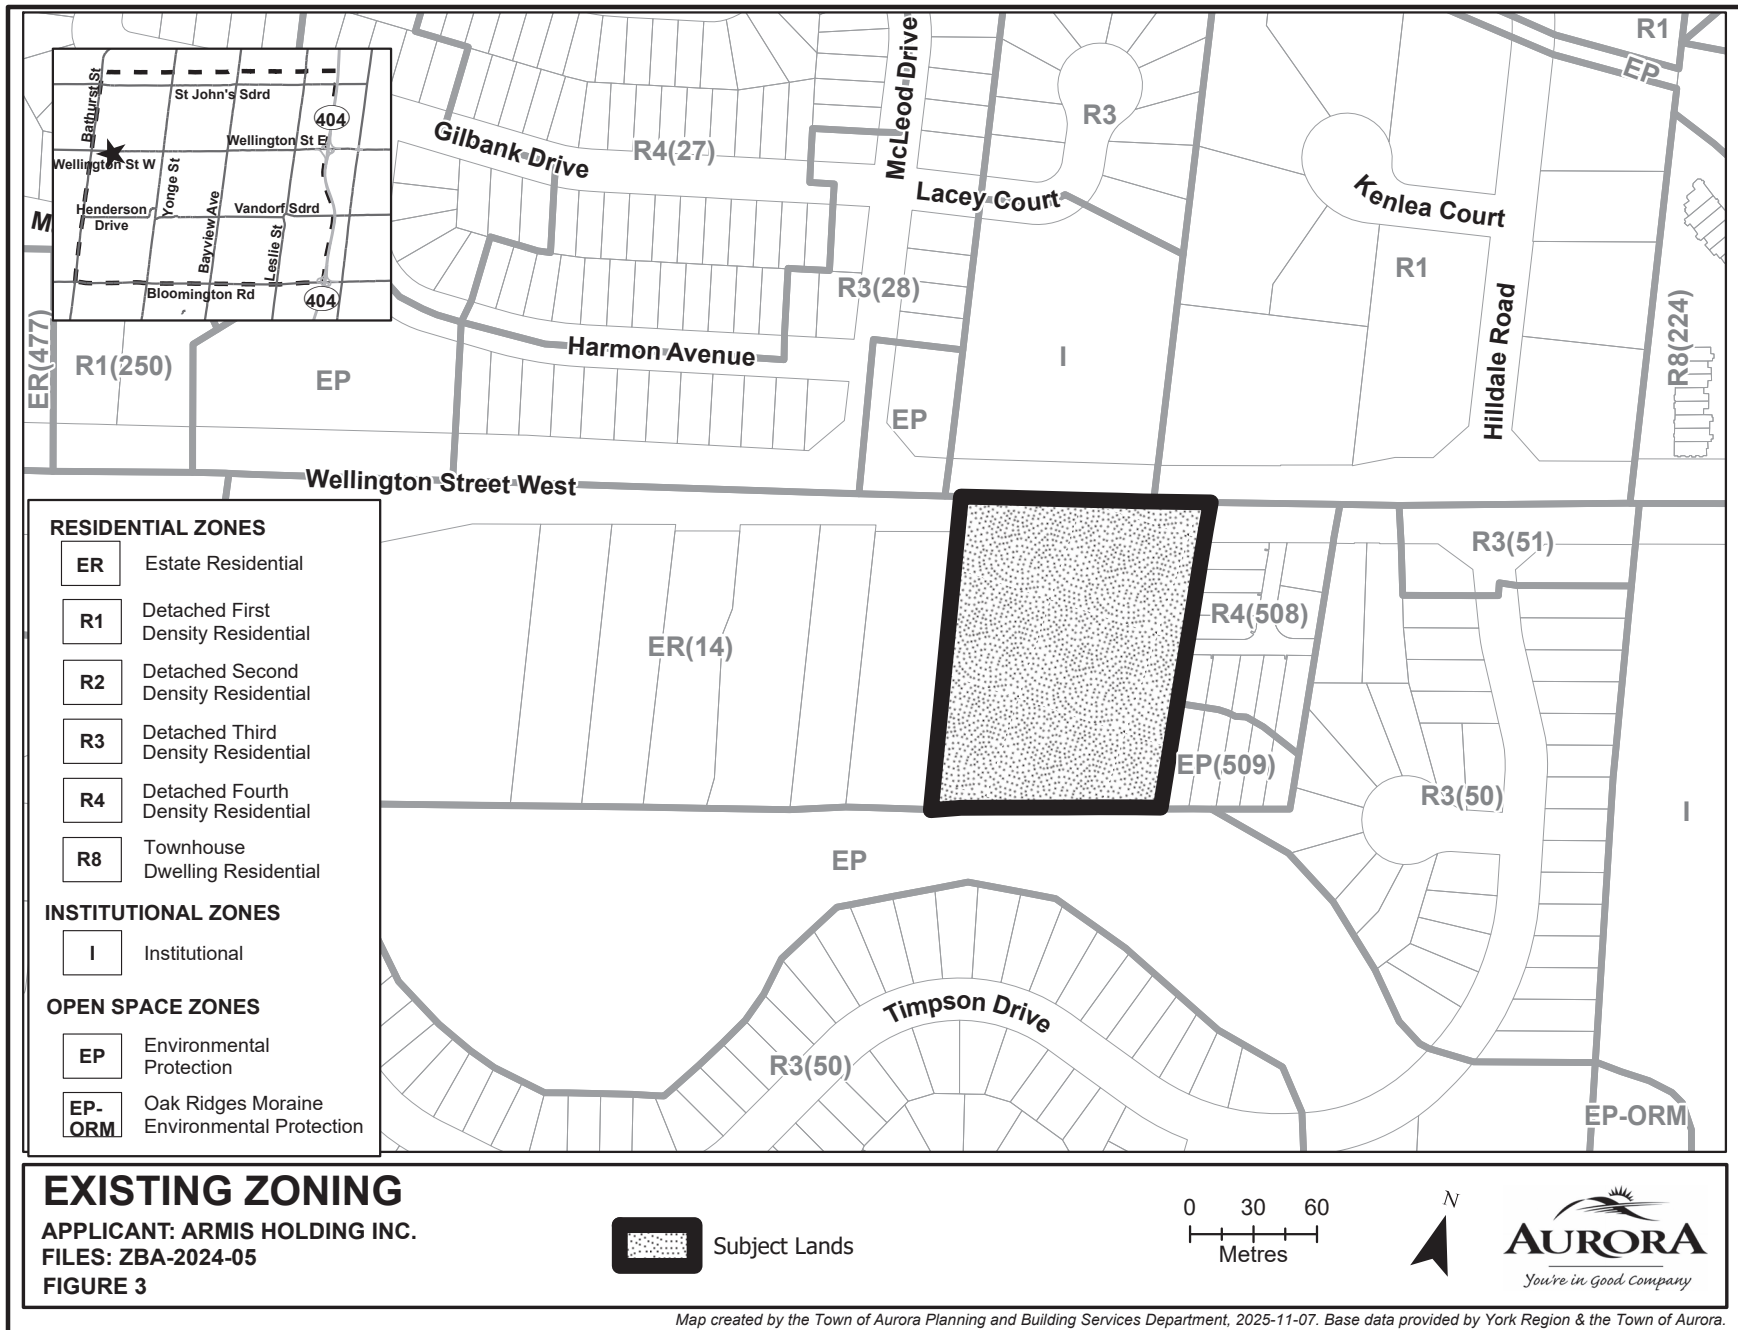 R1
EP
McLeod Drive
Bathurst St
St John's Sdrd
404
Wellington St E
Wellington St W
Yonge St
Henderson
Drive
Bayview Ave
Vandorf Sdrd
Leslie St
Bloomington Rd
404
Gilbank Drive
R4(27)
R3
Lacey Court
Kenlea Court
M
R1
R3(28)
Hilldale Road
R8(224)
ER(477)
R1(250)
EP
Harmon Avenue
I
EP
Wellington Street West
R3(51)
R4(508)
ER(14)
EP(509)
R3(50)
I
EP
Timpson Drive
R3(50)
EP-ORM
RESIDENTIAL ZONES
ER Estate Residential
R1 Detached First
Density Residential
R2 Detached Second
Density Residential
R3 Detached Third
Density Residential
R4 Detached Fourth
Density Residential
R8 Townhouse
Dwelling Residential
INSTITUTIONAL ZONES
I Institutional
OPEN SPACE ZONES
EP Environmental
Protection
EP-
ORM
Oak Ridges Moraine
Environmental Protection
EXISTING ZONING
APPLICANT: ARMIS HOLDING INC.
FILES: ZBA-2024-05
FIGURE 3
Subject Lands
0 30 60
Metres
N
AURORA
You're in Good Company
Map created by the Town of Aurora Planning and Building Services Department, 2025-11-07. Base data provided by York Region & the Town of Aurora.